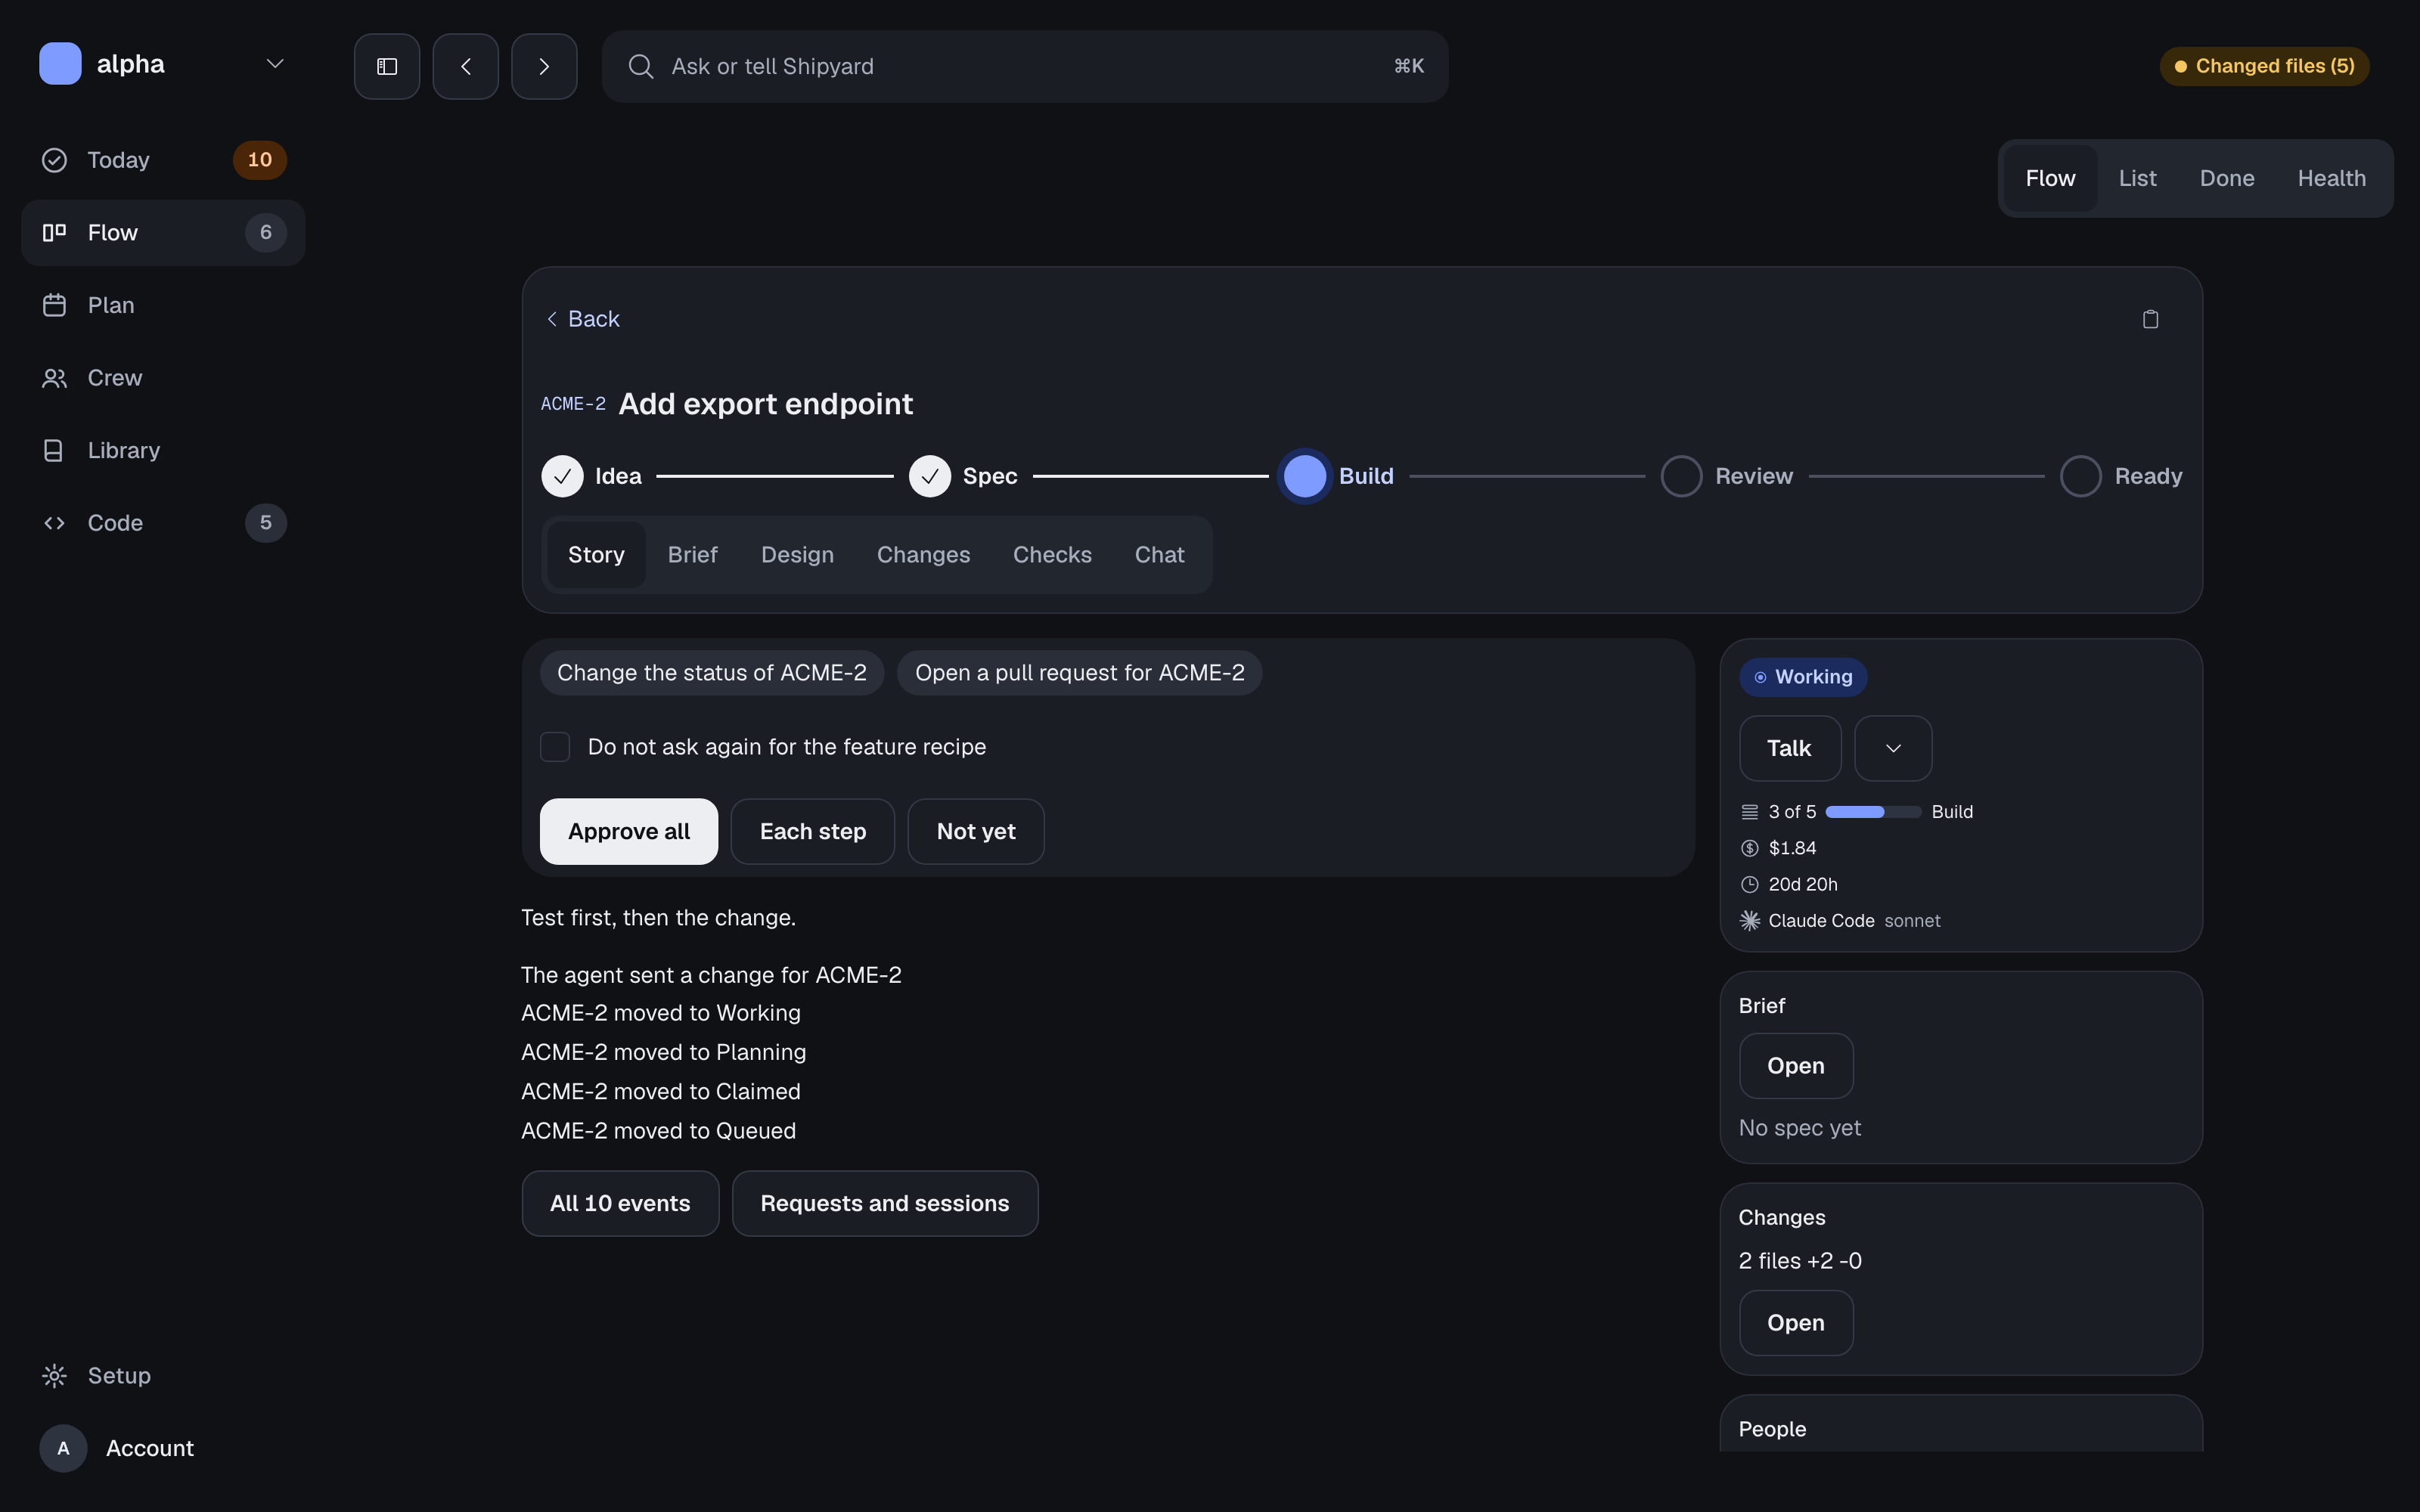 alpha
Ask or tell Shipyard ⌘K
Changed files (5)
Today 10
Flow 6
Plan
Crew
Library
Code 5
Flow List Done Health
Back
ACME-2 Add export endpoint
Idea Spec Build Review Ready
Story Brief Design Changes Checks Chat
Change the status of ACME-2 Open a pull request for ACME-2
Do not ask again for the feature recipe
Approve all Each step Not yet
Test first, then the change.
The agent sent a change for ACME-2
ACME-2 moved to Working
ACME-2 moved to Planning
ACME-2 moved to Claimed
ACME-2 moved to Queued
All 10 events Requests and sessions
Working
Talk
3 of 5 Build
$1.84
20d 20h
Claude Code sonnet
Brief
Open
No spec yet
Changes
2 files +2 -0
Open
People
Setup
A Account